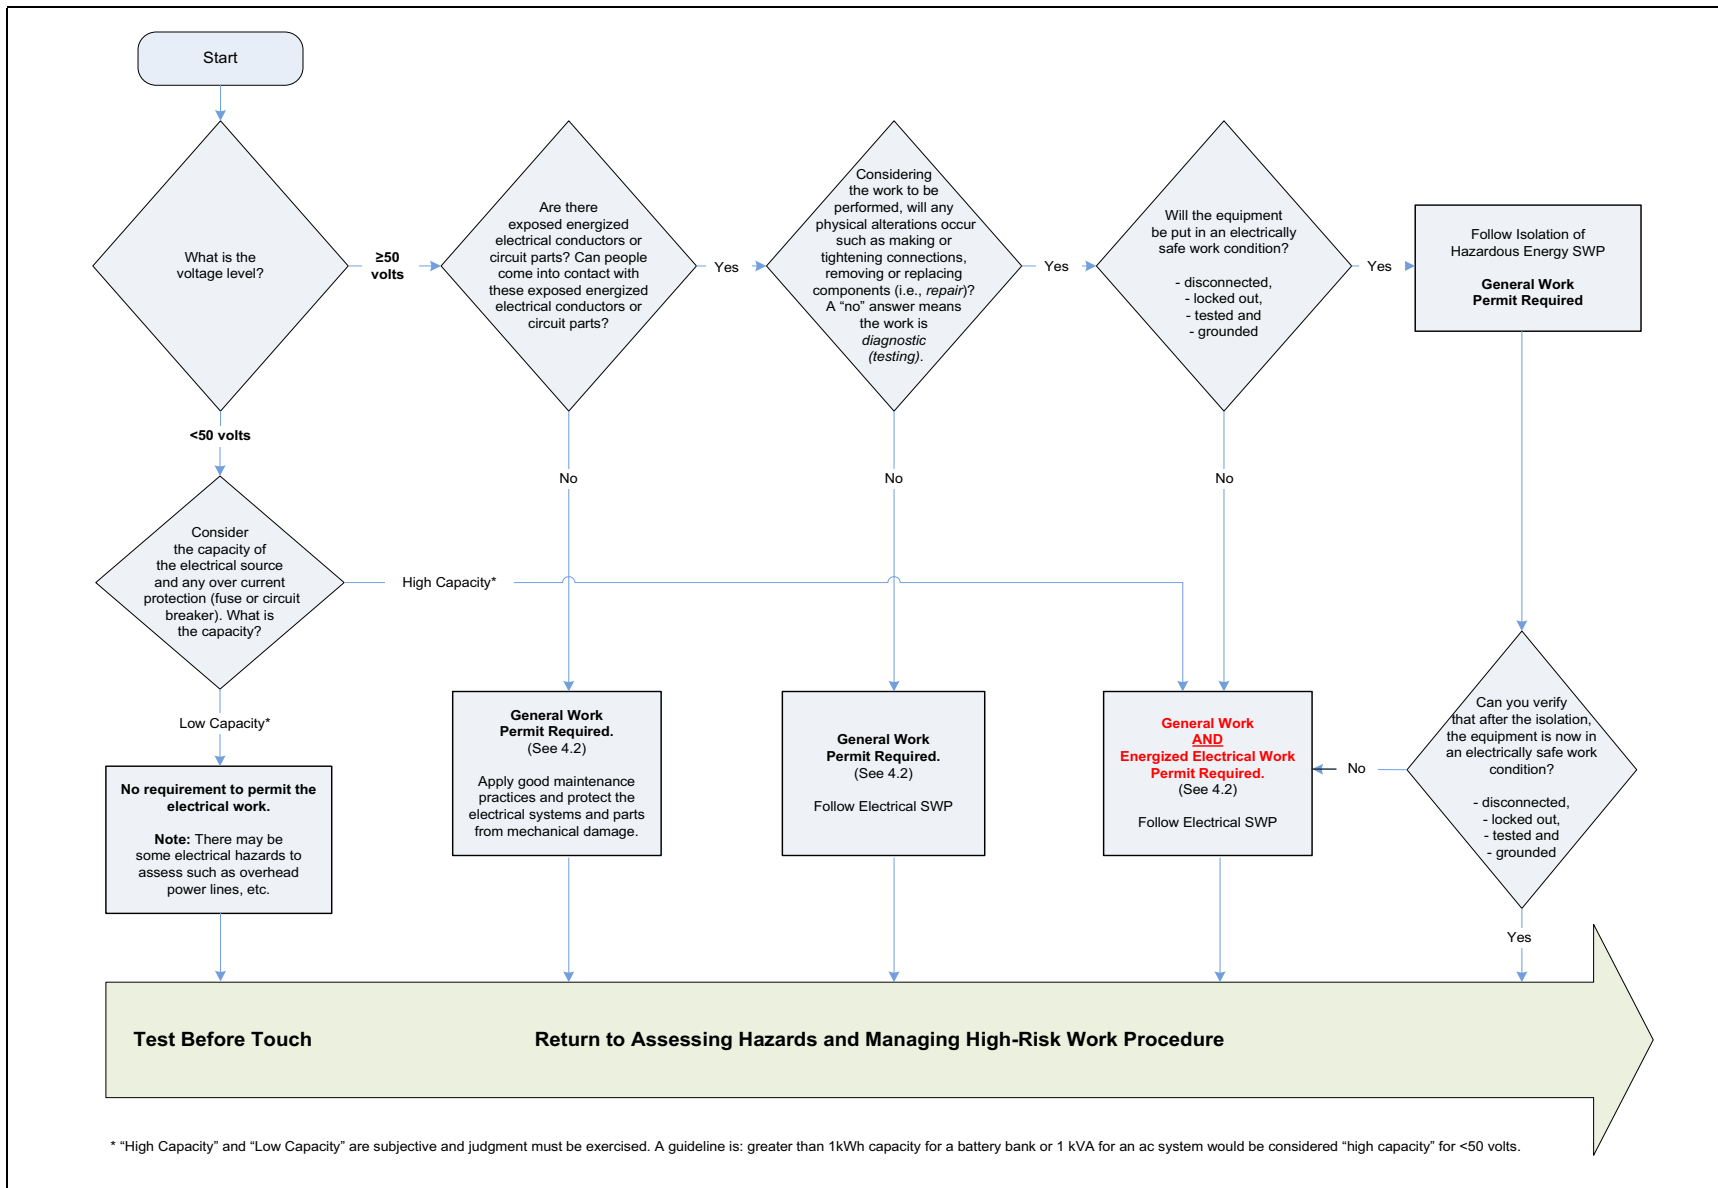 Start
What is the
voltage level?
≥50
volts
Are there
exposed energized
electrical conductors or
circuit parts? Can people
come into contact with
these exposed energized
electrical conductors or
circuit parts?
Yes
Considering
the work to be
performed, will any
physical alterations occur
such as making or
tightening connections,
removing or replacing
components (i.e., repair)?
A “no” answer means
the work is
diagnostic
(testing).
Yes
Will the equipment
be put in an electrically
safe work condition?
- disconnected,
- locked out,
- tested and
- grounded
Yes
Follow Isolation of
Hazardous Energy SWP
General Work
Permit Required
<50 volts
No
No
No
Consider
the capacity of
the electrical source
and any over current
protection (fuse or circuit
breaker). What is
the capacity?
High Capacity*
Low Capacity*
No requirement to permit the
electrical work.
Note: There may be
some electrical hazards to
assess such as overhead
power lines, etc.
General Work
Permit Required.
(See 4.2)
Apply good maintenance
practices and protect the
electrical systems and parts
from mechanical damage.
General Work
Permit Required.
(See 4.2)
Follow Electrical SWP
General Work
AND
Energized Electrical Work
Permit Required.
(See 4.2)
Follow Electrical SWP
No
Can you verify
that after the isolation,
the equipment is now in
an electrically safe work
condition?
- disconnected,
- locked out,
- tested and
- grounded
Yes
Test Before Touch
Return to Assessing Hazards and Managing High-Risk Work Procedure
* “High Capacity” and “Low Capacity” are subjective and judgment must be exercised. A guideline is: greater than 1kWh capacity for a battery bank or 1 kVA for an ac system would be considered “high capacity” for <50 volts.